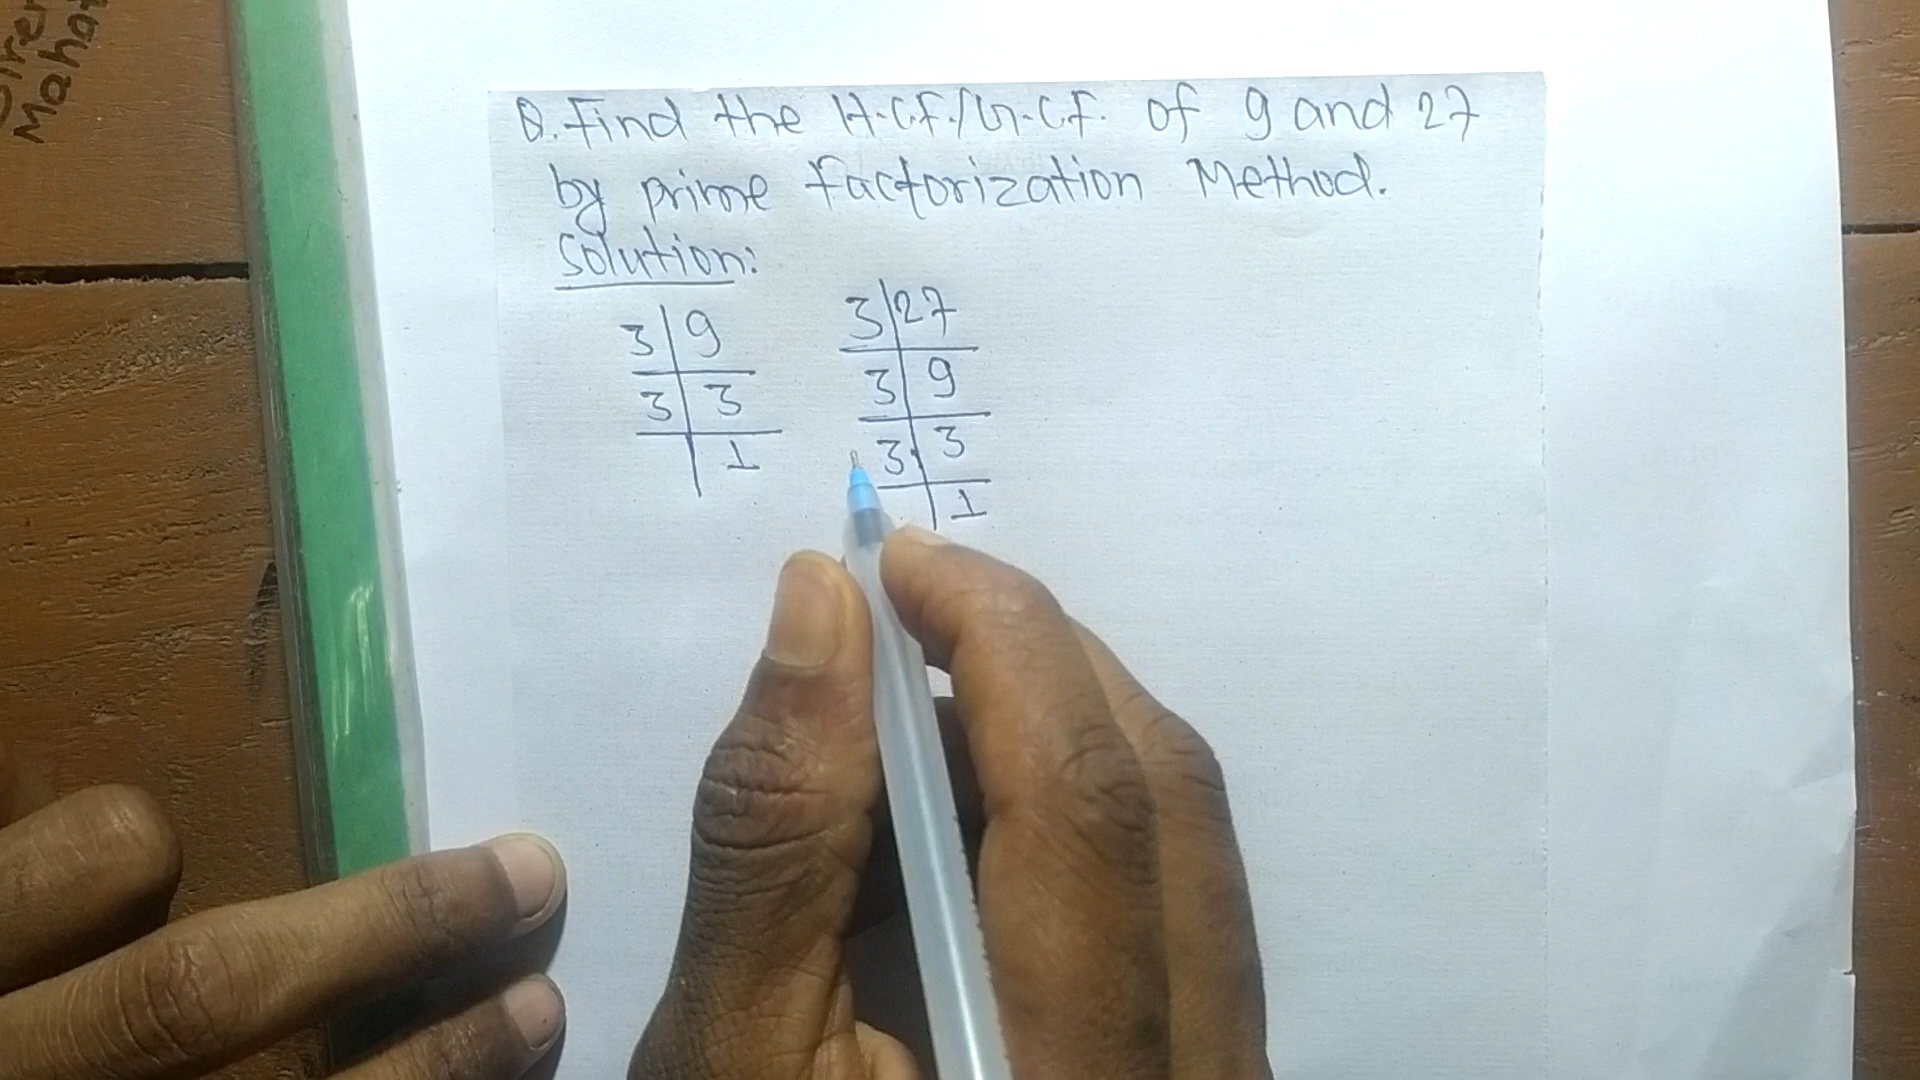 Q. Find the H.C.F./G.C.F. of 9 and 27
by prime factorization Method.
Solution:
3 9
3 3
1
3 27
3 9
3 3
1